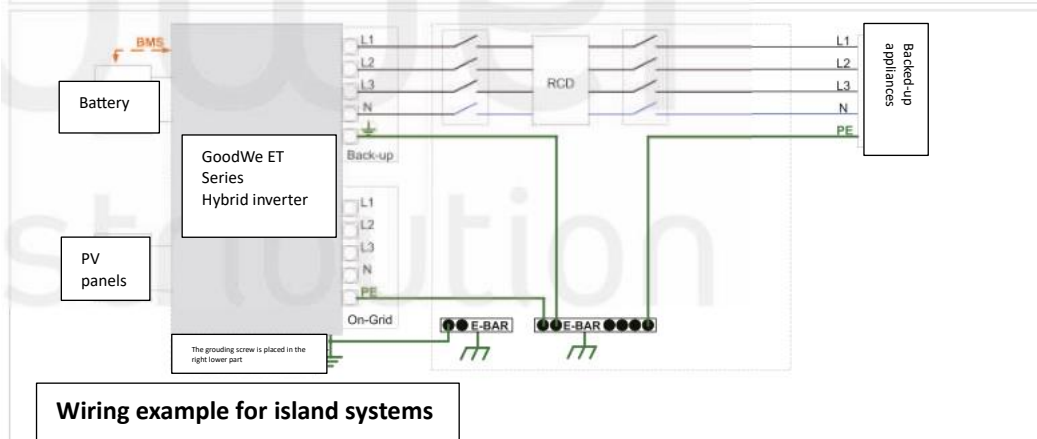 BMS
Battery
GoodWe ET
Series
Hybrid inverter
PV
panels
The grouding screw is placed in the
right lower part
L1
L2
L3
N
Back-up
L1
L2
L3
N
PE
On-Grid
RCD
E-BAR
E-BAR
L1
L2
L3
N
PE
Backed-up
appliances
Wiring example for island systems